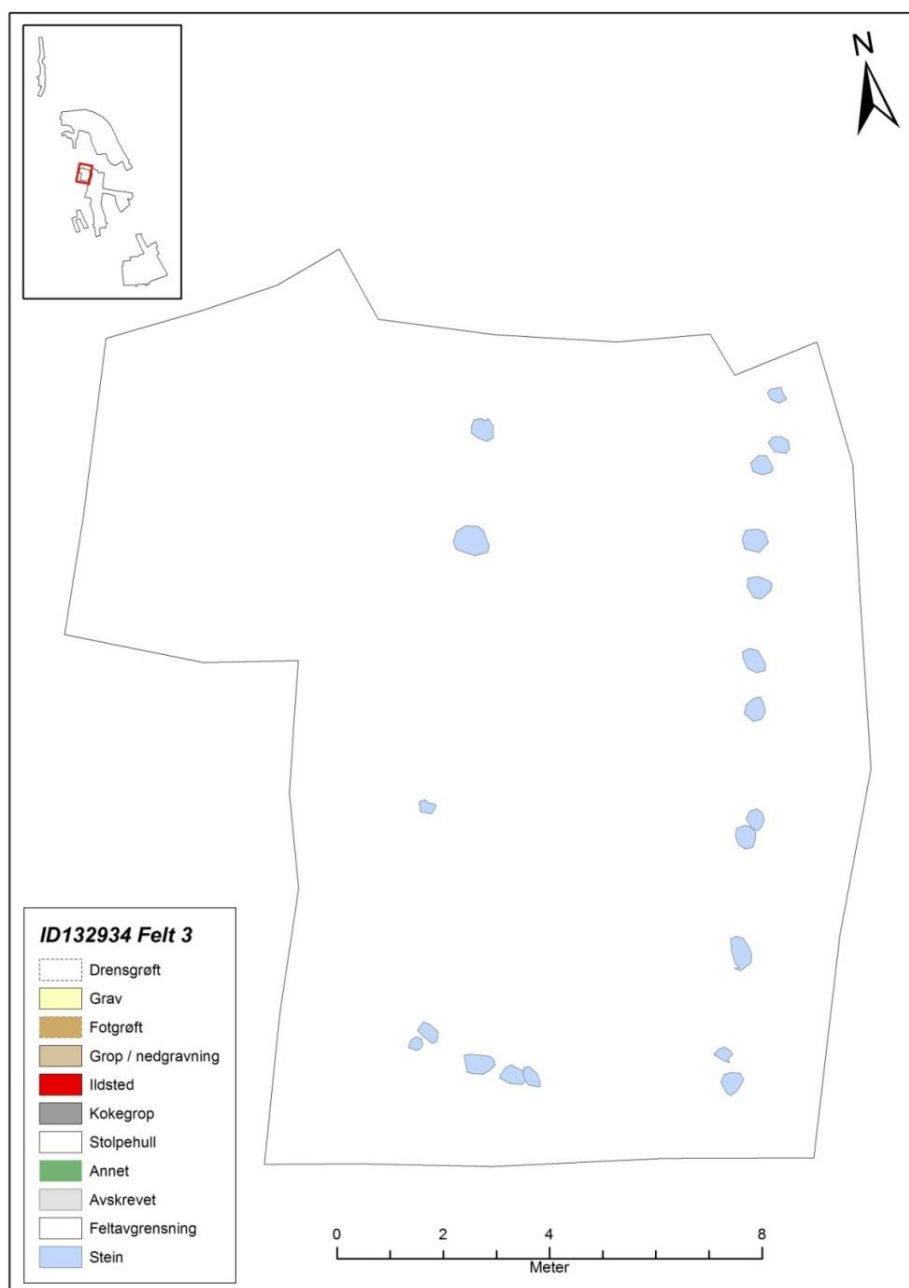 N
ID132934 Felt 3
Drensgrøft
Grav
Fotgrøft
Grop / nedgravning
Ildsted
Kokegrop
Stolpehull
Annet
Avskrevet
Feltavgrensning
Stein
0 2 4 8
Meter